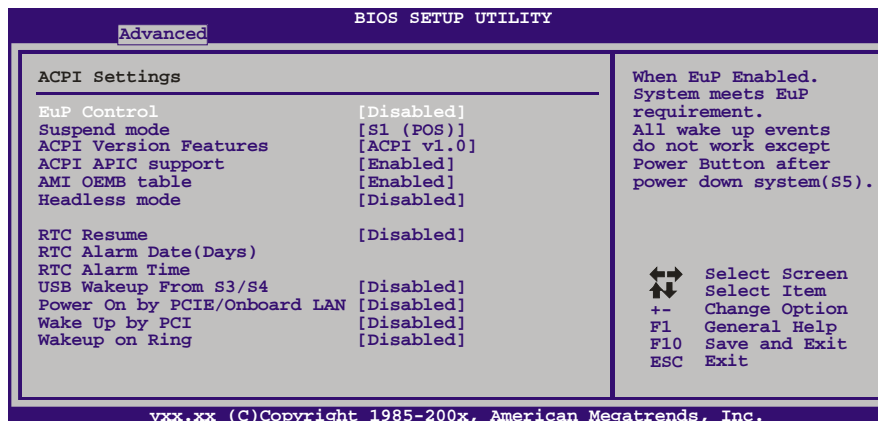 BIOS SETUP UTILITY
Advanced
ACPI Settings
EuP Control [Disabled]
Suspend mode [S1 (POS)]
ACPI Version Features [ACPI v1.0]
ACPI APIC support [Enabled]
AMI OEMB table [Enabled]
Headless mode [Disabled]
RTC Resume [Disabled]
RTC Alarm Date(Days)
RTC Alarm Time
USB Wakeup From S3/S4 [Disabled]
Power On by PCIE/Onboard LAN [Disabled]
Wake Up by PCI [Disabled]
Wakeup on Ring [Disabled]
When EuP Enabled.
System meets EuP
requirement.
All wake up events
do not work except
Power Button after
power down system(S5).
Select Screen
Select Item
+- Change Option
F1 General Help
F10 Save and Exit
ESC Exit
vxx.xx (C)Copyright 1985-200x, American Megatrends, Inc.